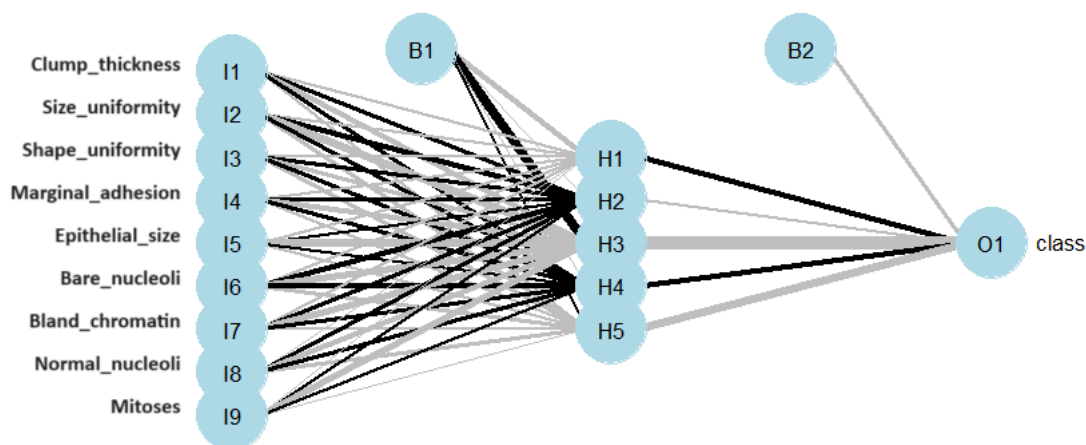 Clump_thickness
Size_uniformity
Shape_uniformity
Marginal_adhesion
Epithelial_size
Bare_nucleoli
Bland_chromatin
Normal_nucleoli
Mitoses
I1
I2
I3
I4
I5
I6
I7
I8
I9
B1
H1
H2
H3
H4
H5
B2
O1
class